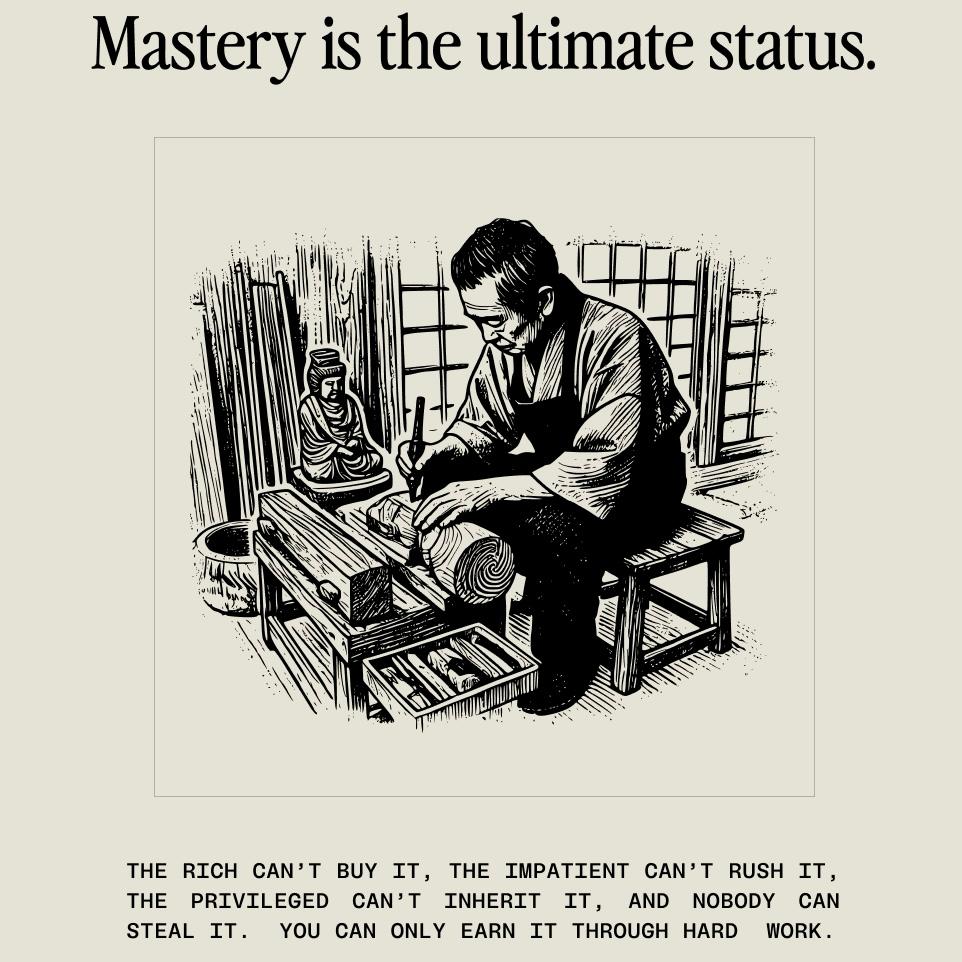 Mastery is the ultimate status.
THE RICH CAN’T BUY IT, THE IMPATIENT CAN’T RUSH IT,
THE PRIVILEGED CAN’T INHERIT IT, AND NOBODY CAN
STEAL IT. YOU CAN ONLY EARN IT THROUGH HARD WORK.